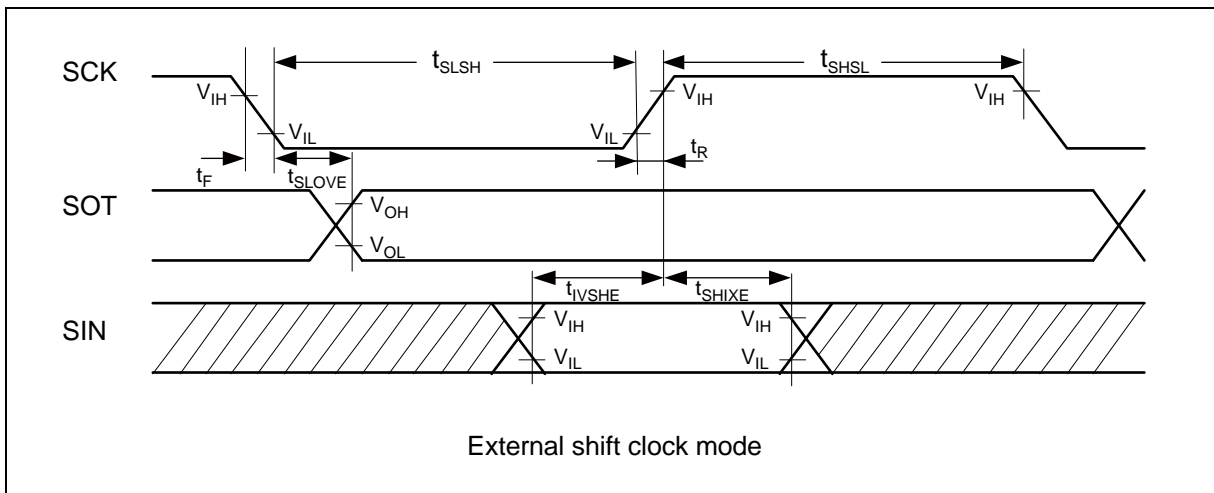 SCK
tSLSH
tSHSL
VIH
VIL
VIL
VIH
VIH
tF
tSLOVE
tR
SOT
VOH
VOL
tIVSHE
tSHIXE
SIN
VIH
VIL
VIH
VIL
External shift clock mode